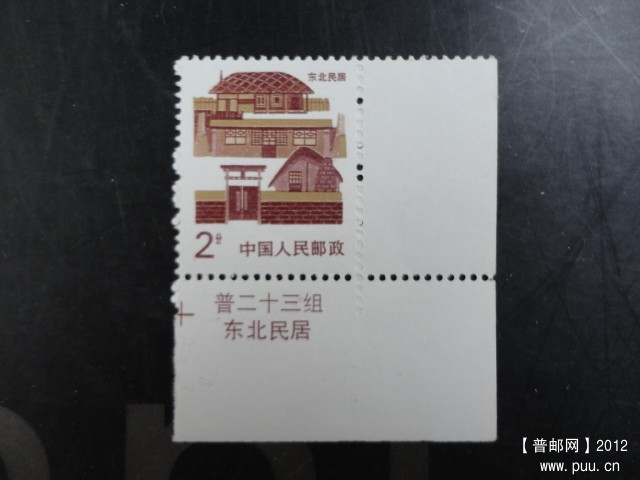 东北民居
2分
中国人民邮政
普二十三组
东北民居
【普邮网】2012
www.puu.cn